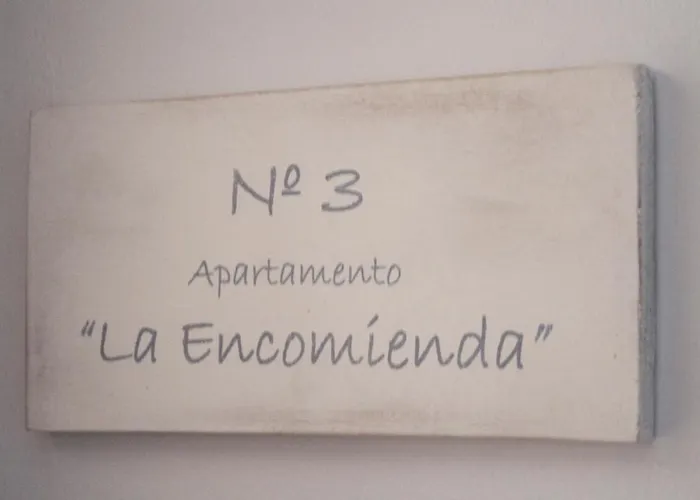 Nº 3
Apartamento
"La Encomienda"